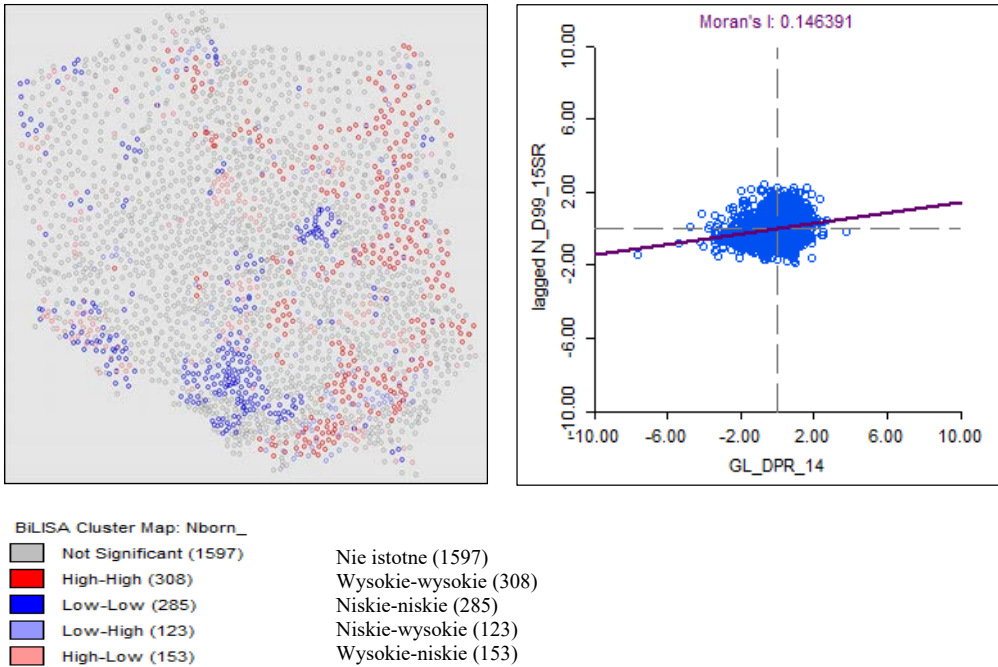 Moran's I: 0.146391
10.00
6.00
2.00
-2.00
-6.00
-10.00
lagged N_D99_15SR
-10.00 -6.00 -2.00 2.00 6.00 10.00
GL_DPR_14
BiLISA Cluster Map: Nborn_
Not Significant (1597) Nie istotne (1597)
High-High (308) Wysokie-wysokie (308)
Low-Low (285) Niskie-niskie (285)
Low-High (123) Niskie-wysokie (123)
High-Low (153) Wysokie-niskie (153)